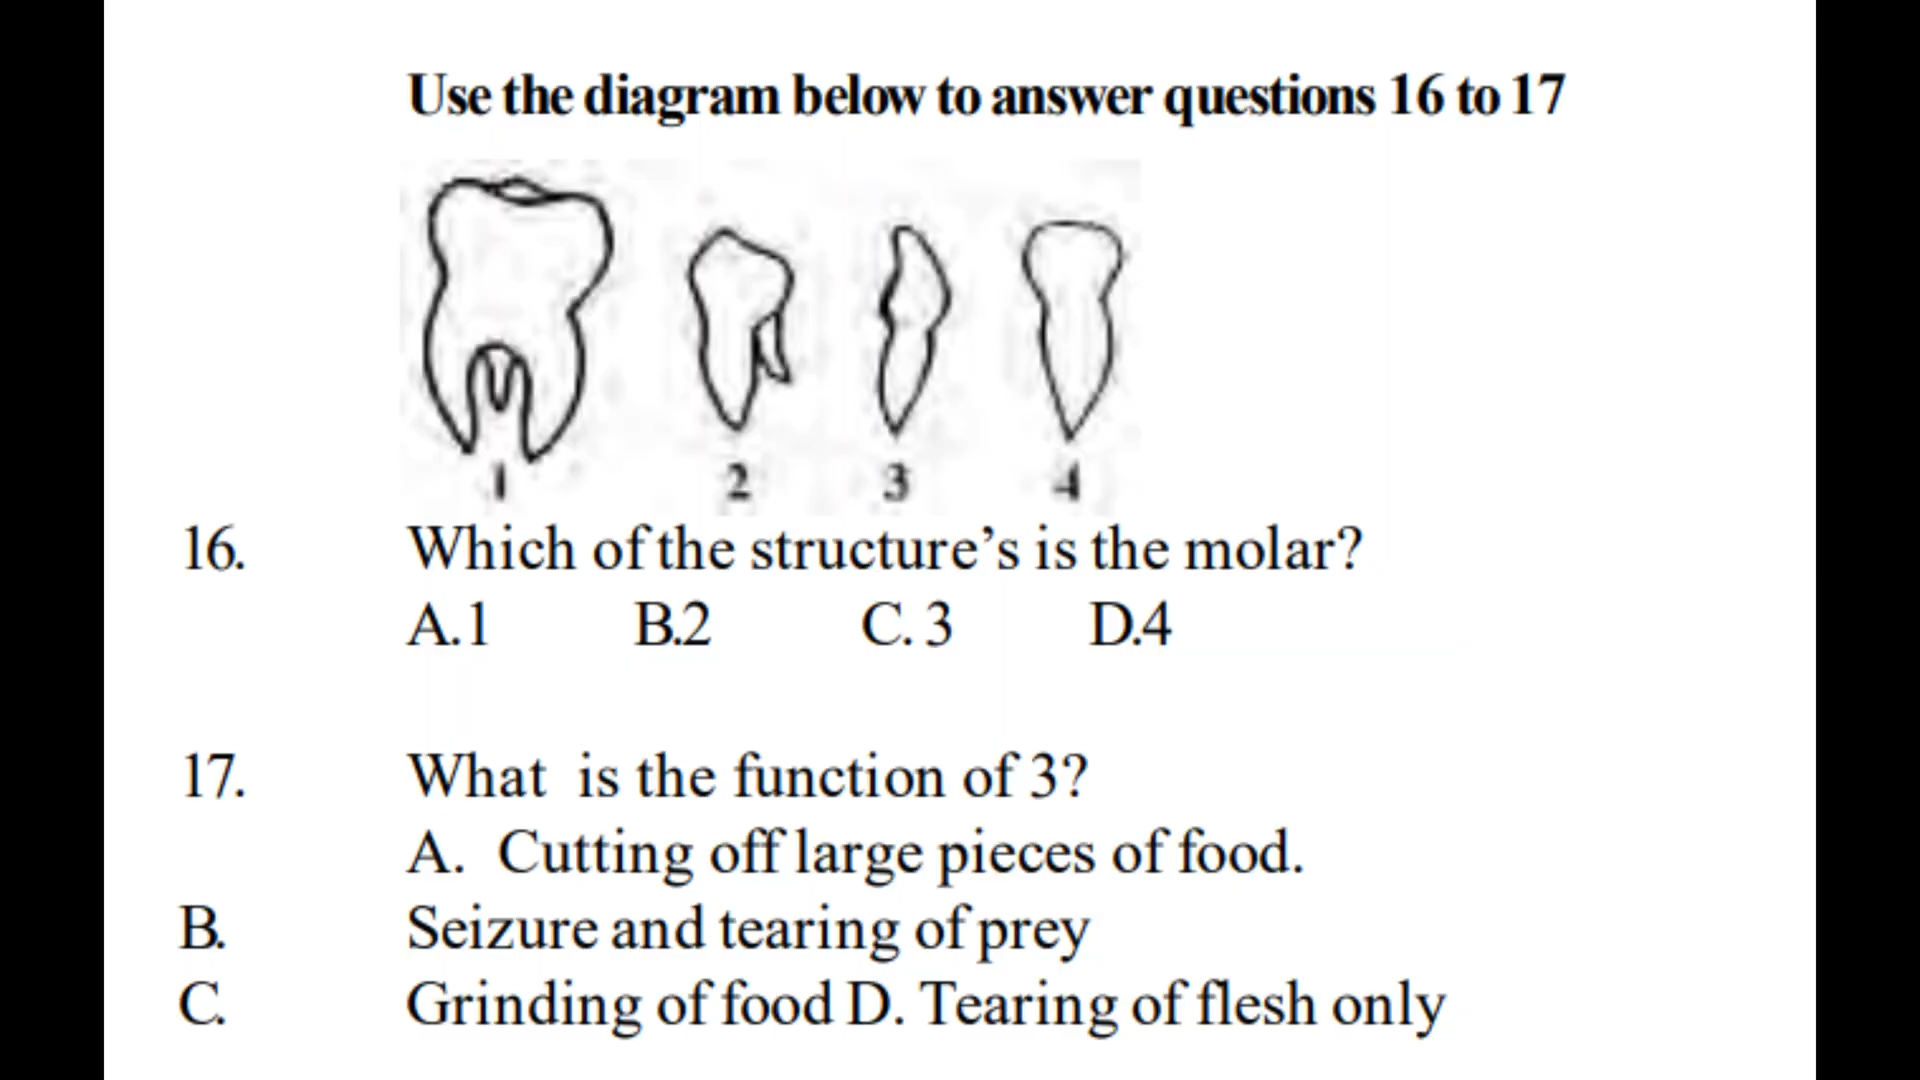 Use the diagram below to answer questions 16 to 17
1 2 3 4
16. Which of the structure’s is the molar?
A.1 B.2 C. 3 D.4
17. What is the function of 3?
A. Cutting off large pieces of food.
B. Seizure and tearing of prey
C. Grinding of food D. Tearing of flesh only